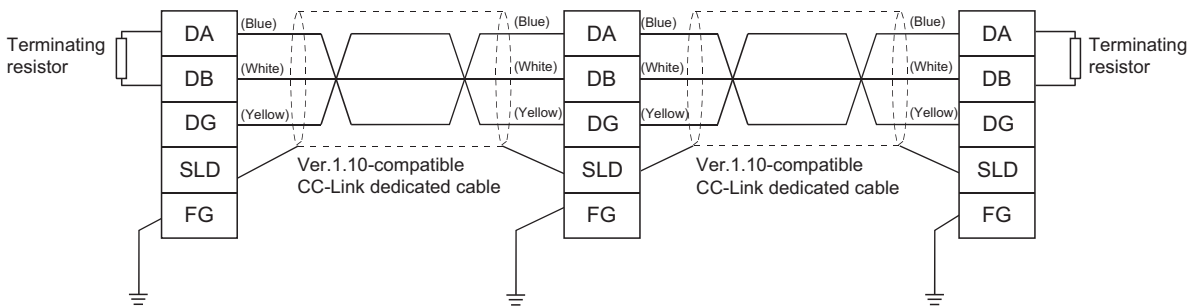 Terminating
resistor
DA
DB
DG
SLD
FG
(Blue)
(White)
(Yellow)
Ver.1.10-compatible
CC-Link dedicated cable
(Blue)
(White)
(Yellow)
DA
DB
DG
SLD
FG
(Blue)
(White)
(Yellow)
Ver.1.10-compatible
CC-Link dedicated cable
(Blue)
(White)
(Yellow)
DA
DB
DG
SLD
FG
Terminating
resistor